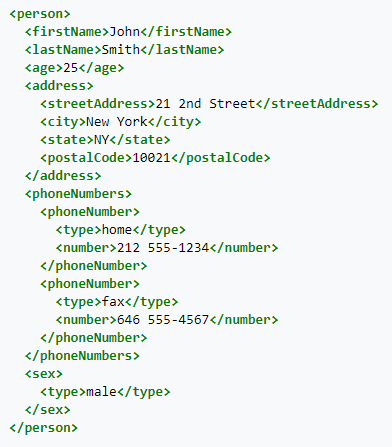 <person>
  <firstName>John</firstName>
  <lastName>Smith</lastName>
  <age>25</age>
  <address>
    <streetAddress>21 2nd Street</streetAddress>
    <city>New York</city>
    <state>NY</state>
    <postalCode>10021</postalCode>
  </address>
  <phoneNumbers>
    <phoneNumber>
      <type>home</type>
      <number>212 555-1234</number>
    </phoneNumber>
    <phoneNumber>
      <type>fax</type>
      <number>646 555-4567</number>
    </phoneNumber>
  </phoneNumbers>
  <sex>
    <type>male</type>
  </sex>
</person>